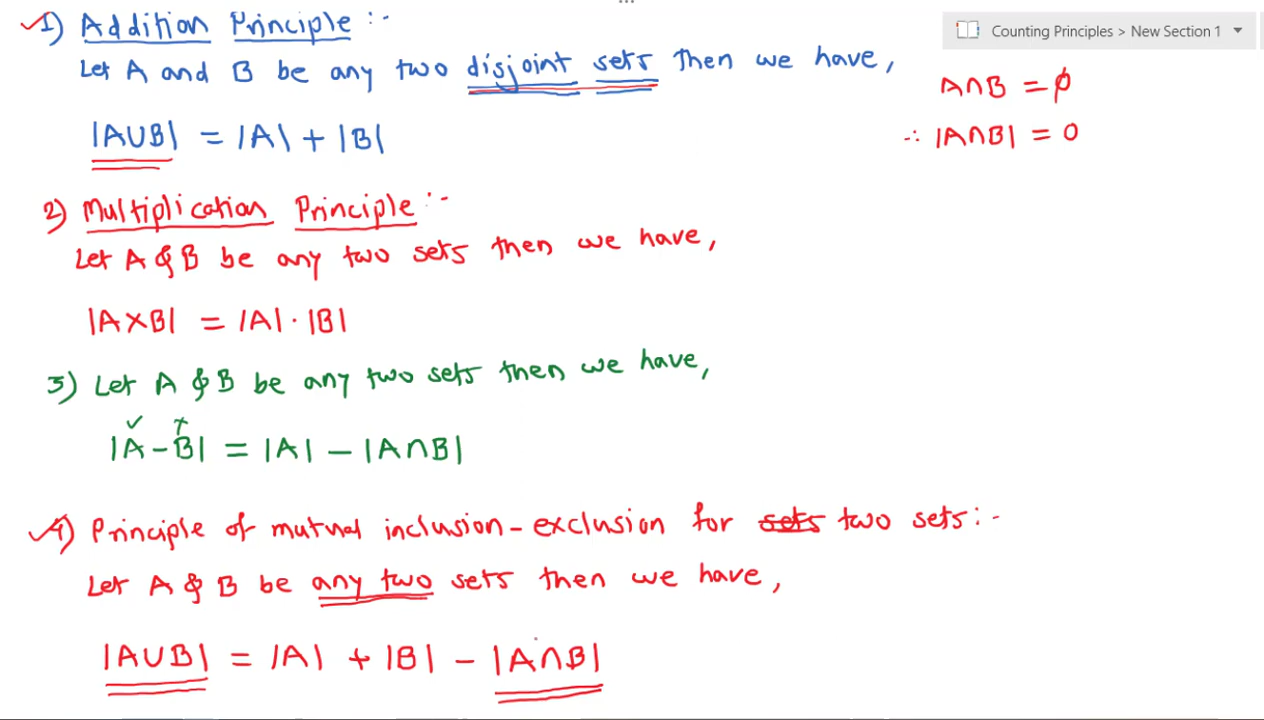 Counting Principles > New Section 1
1) Addition Principle :-
Let A and B be any two disjoint sets then we have,
A∩B = ϕ
|A∪B| = |A| + |B|
∴ |A∩B| = 0
2) Multiplication Principle :-
Let A & B be any two sets then we have,
|A×B| = |A| · |B|
3) Let A & B be any two sets then we have,
|A - B| = |A| - |A∩B|
4) Principle of mutual inclusion-exclusion for sets two sets :-
Let A & B be any two sets then we have,
|A∪B| = |A| + |B| - |A∩B|